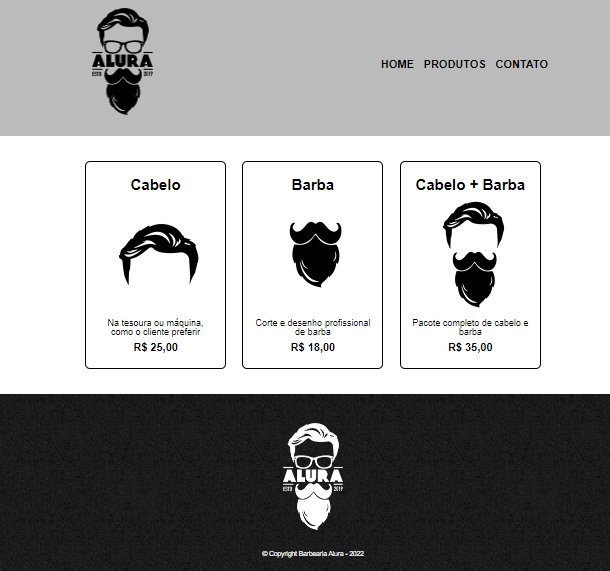 ALURA
ESTD 2019
HOME PRODUTOS CONTATO
Cabelo
Na tesoura ou máquina,
como o cliente preferir
R$ 25,00
Barba
Corte e desenho profissional
de barba
R$ 18,00
Cabelo + Barba
Pacote completo de cabelo e
barba
R$ 35,00
ALURA
ESTD 2019
© Copyright Barbearia Alura - 2022